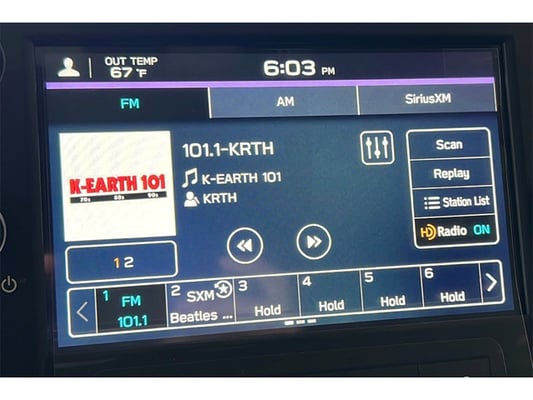 OUT TEMP
67°F
6:03 PM
FM
AM
SiriusXM
101.1-KRTH
K-EARTH 101
KRTH
K-EARTH 101
70s 80s 90s
Scan
Replay
Station List
HD Radio ON
1 2
1 FM
101.1
2 SXM
Beatles ...
3
Hold
4
Hold
5
Hold
6
Hold